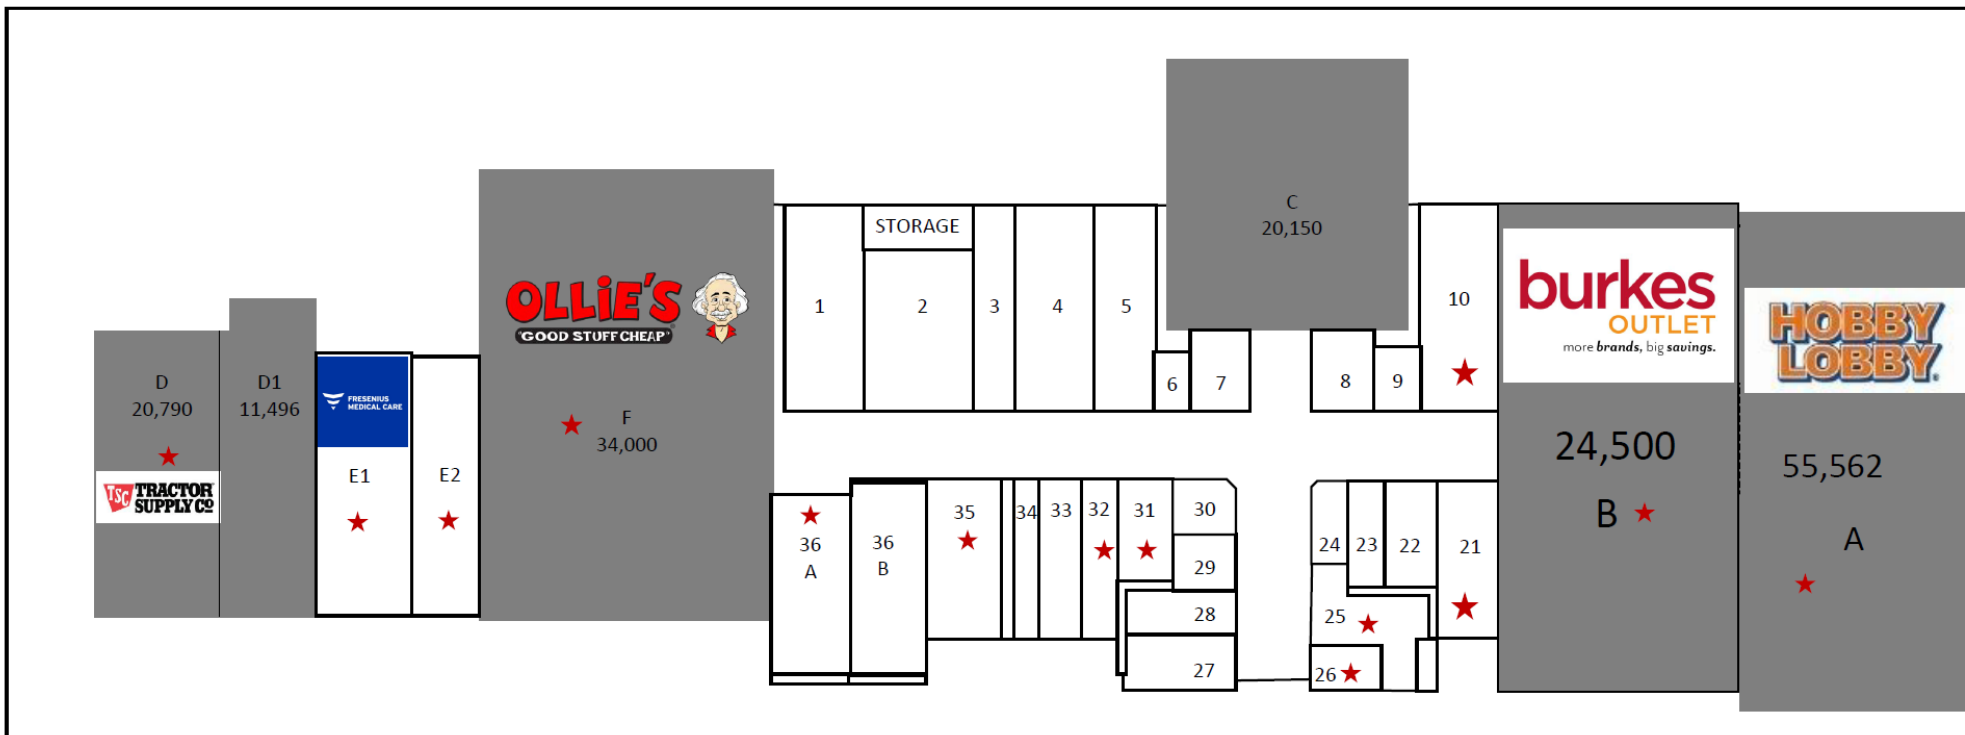 C
20,150
STORAGE
1
2
3
4
5
6
7
8
9
10
burkes
OUTLET
more brands, big savings.
24,500
B
HOBBY
LOBBY
55,562
A
OLLiE'S
"GOOD STUFF CHEAP"
F
34,000
D
20,790
TSC TRACTOR
SUPPLY CO
D1
11,496
FRESENIUS
MEDICAL CARE
E1
E2
36
A
36
B
35
34
33
32
31
30
29
28
27
24
23
22
21
25
26